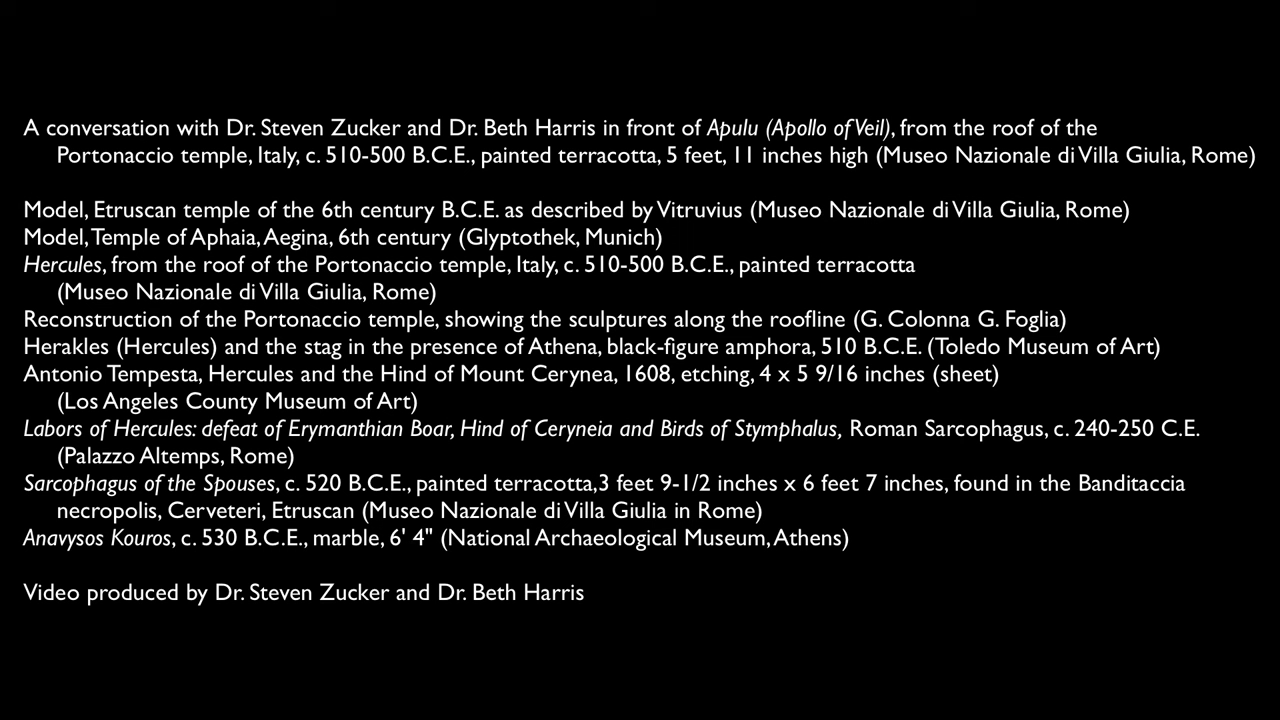 A conversation with Dr. Steven Zucker and Dr. Beth Harris in front of Apulu (Apollo of Veii), from the roof of the
Portonaccio temple, Italy, c. 510-500 B.C.E., painted terracotta, 5 feet, 11 inches high (Museo Nazionale di Villa Giulia, Rome)
Model, Etruscan temple of the 6th century B.C.E. as described by Vitruvius (Museo Nazionale di Villa Giulia, Rome)
Model, Temple of Aphaia, Aegina, 6th century (Glyptothek, Munich)
Hercules, from the roof of the Portonaccio temple, Italy, c. 510-500 B.C.E., painted terracotta
(Museo Nazionale di Villa Giulia, Rome)
Reconstruction of the Portonaccio temple, showing the sculptures along the roofline (G. Colonna G. Foglia)
Herakles (Hercules) and the stag in the presence of Athena, black-figure amphora, 510 B.C.E. (Toledo Museum of Art)
Antonio Tempesta, Hercules and the Hind of Mount Cerynea, 1608, etching, 4 x 5 9/16 inches (sheet)
(Los Angeles County Museum of Art)
Labors of Hercules: defeat of Erymanthian Boar, Hind of Ceryneia and Birds of Stymphalus, Roman Sarcophagus, c. 240-250 C.E.
(Palazzo Altemps, Rome)
Sarcophagus of the Spouses, c. 520 B.C.E., painted terracotta,3 feet 9-1/2 inches x 6 feet 7 inches, found in the Banditaccia
necropolis, Cerveteri, Etruscan (Museo Nazionale di Villa Giulia in Rome)
Anavysos Kouros, c. 530 B.C.E., marble, 6' 4" (National Archaeological Museum, Athens)
Video produced by Dr. Steven Zucker and Dr. Beth Harris